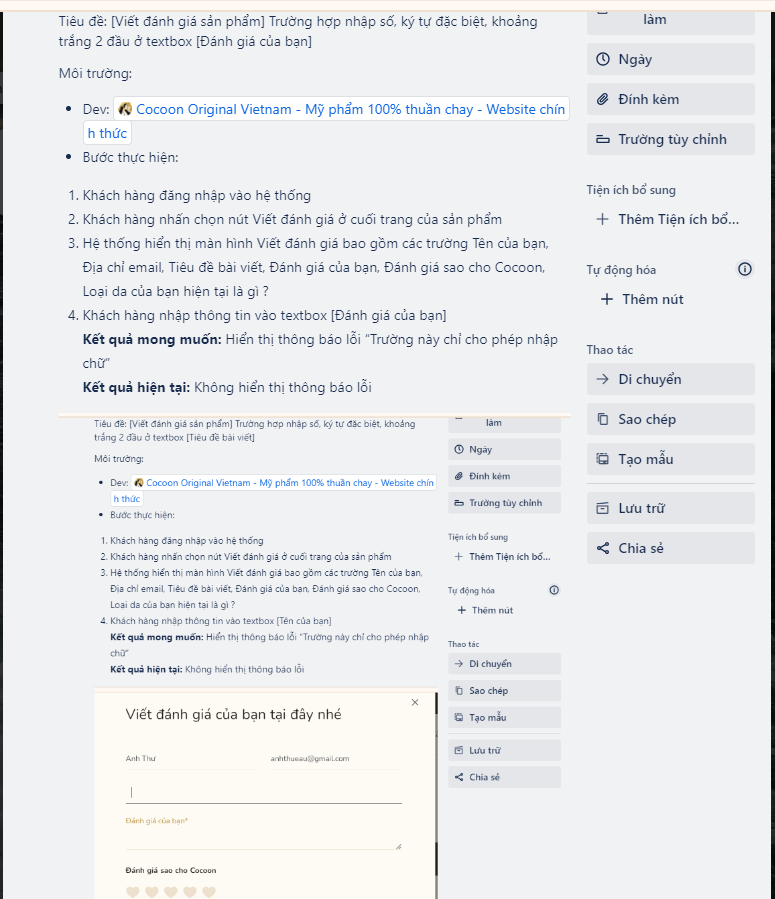 Tiêu đề: [Viết đánh giá sản phẩm] Trường hợp nhập số, ký tự đặc biệt, khoảng
trắng 2 đầu ở textbox [Đánh giá của bạn]
Môi trường:
Dev: Cocoon Original Vietnam - Mỹ phẩm 100% thuần chay - Website chín
h thức
Bước thực hiện:
1. Khách hàng đăng nhập vào hệ thống
2. Khách hàng nhấn chọn nút Viết đánh giá ở cuối trang của sản phẩm
3. Hệ thống hiển thị màn hình Viết đánh giá bao gồm các trường Tên của bạn,
Địa chỉ email, Tiêu đề bài viết, Đánh giá của bạn, Đánh giá sao cho Cocoon,
Loại da của bạn hiện tại là gì ?
4. Khách hàng nhập thông tin vào textbox [Đánh giá của bạn]
Kết quả mong muốn: Hiển thị thông báo lỗi “Trường này chỉ cho phép nhập
chữ”
Kết quả hiện tại: Không hiển thị thông báo lỗi
làm
Ngày
Đính kèm
Trường tùy chỉnh
Tiện ích bổ sung
Thêm Tiện ích bổ...
Tự động hóa
Thêm nút
Thao tác
Di chuyển
Sao chép
Tạo mẫu
Lưu trữ
Chia sẻ
Tiêu đề: [Viết đánh giá sản phẩm] Trường hợp nhập số, ký tự đặc biệt, khoảng
trắng 2 đầu ở textbox [Tiêu đề bài viết]
Môi trường:
Dev: Cocoon Original Vietnam - Mỹ phẩm 100% thuần chay - Website chín
h thức
Bước thực hiện:
1. Khách hàng đăng nhập vào hệ thống
2. Khách hàng nhấn chọn nút Viết đánh giá ở cuối trang của sản phẩm
3. Hệ thống hiển thị màn hình Viết đánh giá bao gồm các trường Tên của bạn,
Địa chỉ email, Tiêu đề bài viết, Đánh giá của bạn, Đánh giá sao cho Cocoon,
Loại da của bạn hiện tại là gì ?
4. Khách hàng nhập thông tin vào textbox [Tên của bạn]
Kết quả mong muốn: Hiển thị thông báo lỗi “Trường này chỉ cho phép nhập
chữ”
Kết quả hiện tại: Không hiển thị thông báo lỗi
làm
Ngày
Đính kèm
Trường tùy chỉnh
Tiện ích bổ sung
Thêm Tiện ích bổ...
Tự động hóa
Thêm nút
Thao tác
Di chuyển
Sao chép
Tạo mẫu
Lưu trữ
Chia sẻ
Viết đánh giá của bạn tại đây nhé
Anh Thư
anhthueau@gmail.com
Đánh giá của bạn*
Đánh giá sao cho Cocoon